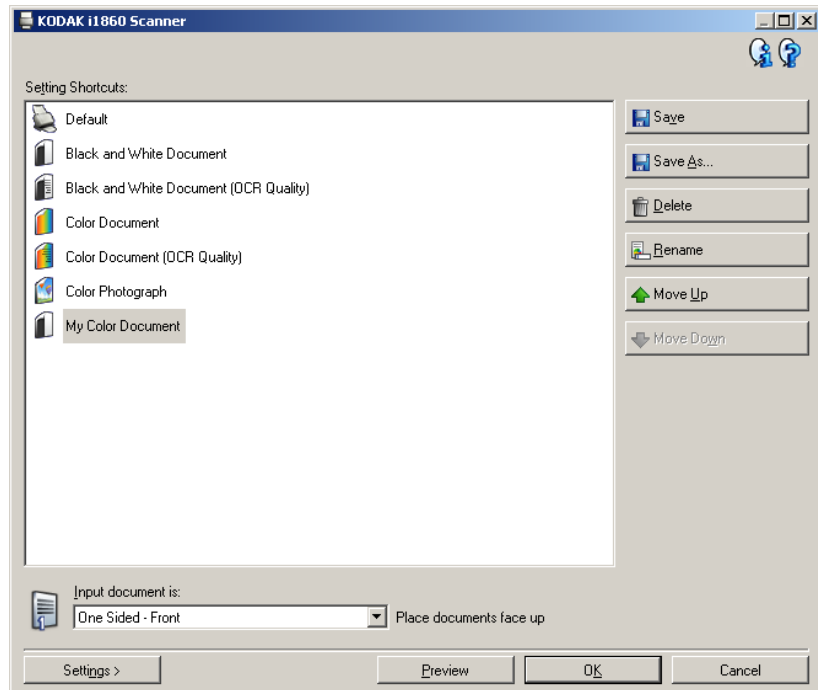 KODAK i1860 Scanner
Setting Shortcuts:
Default
Black and White Document
Black and White Document (OCR Quality)
Color Document
Color Document (OCR Quality)
Color Photograph
My Color Document
Save
Save As...
Delete
Rename
Move Up
Move Down
Input document is:
One Sided - Front
Place documents face up
Settings >
Preview
OK
Cancel